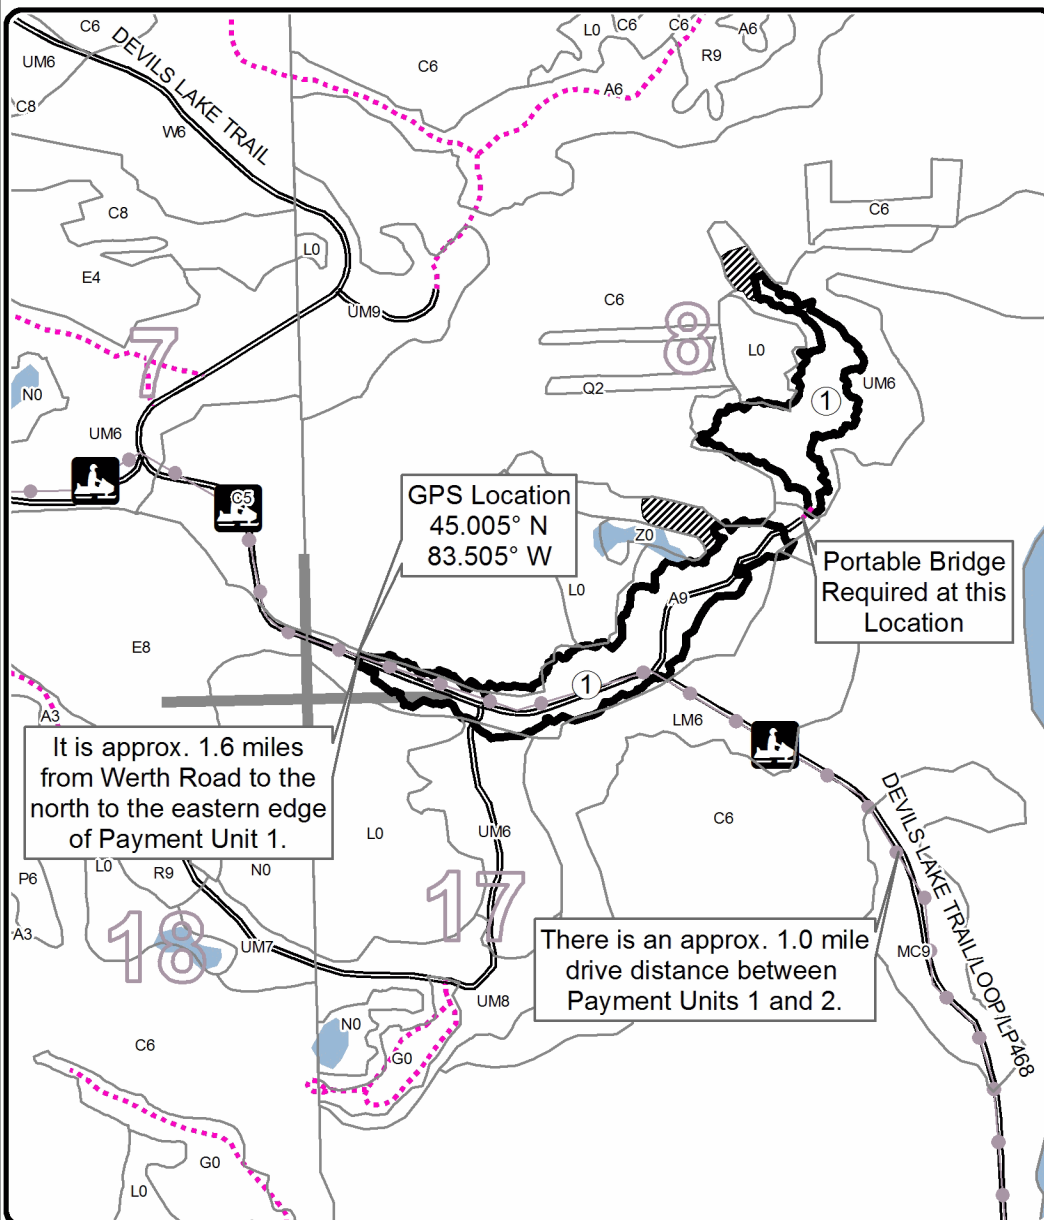 C6
L0
C6
C6
A6
DEVILS LAKE TRAIL
UM6
C6
R9
A6
C8
W6
C8
C6
L0
E4
C6
UM9
8
7
L0
UM6
Q2
N0
1
UM6
C5
GPS Location
45.005° N
83.505° W
Z0
Portable Bridge
Required at this
Location
L0
A9
E8
1
A3
LM6
It is approx. 1.6 miles
from Werth Road to the
north to the eastern edge
of Payment Unit 1.
C6
L0
UM6
DEVILS LAKE TRAIL/LOOP/LP468
L0
R9
N0
P6
17
A3
18
UM7
There is an approx. 1.0 mile
drive distance between
Payment Units 1 and 2.
MC9
UM8
N0
C6
G0
G0
L0